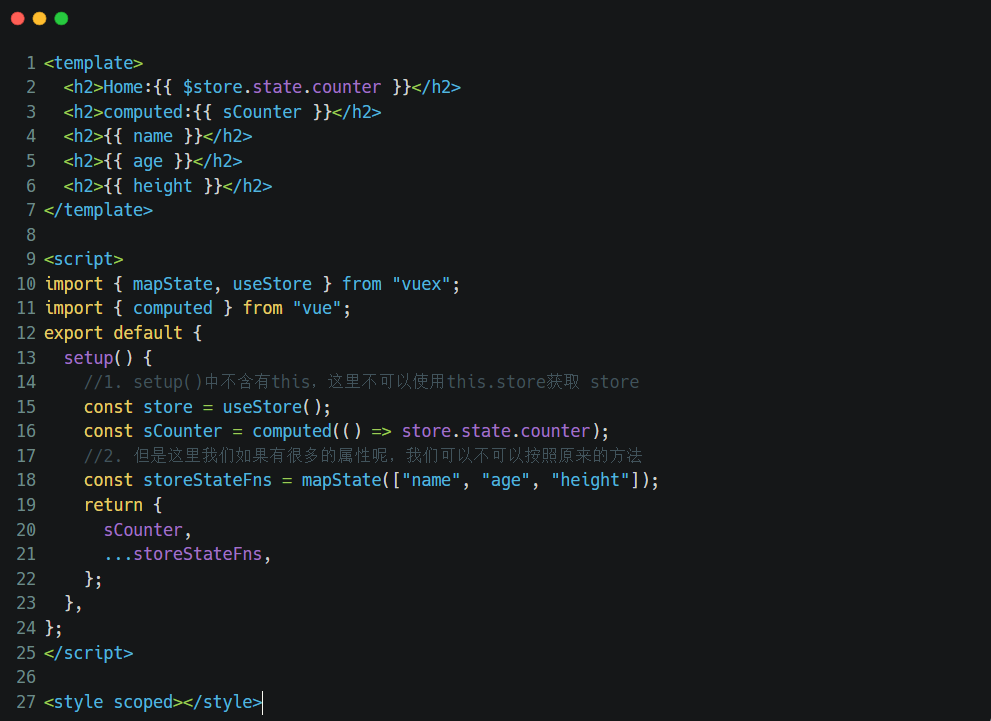 1 <template>
2   <h2>Home:{{ $store.state.counter }}</h2>
3   <h2>computed:{{ sCounter }}</h2>
4   <h2>{{ name }}</h2>
5   <h2>{{ age }}</h2>
6   <h2>{{ height }}</h2>
7 </template>
8
9 <script>
10 import { mapState, useStore } from "vuex";
11 import { computed } from "vue";
12 export default {
13   setup() {
14     //1. setup()中不含有this，这里不可以使用this.store获取 store
15     const store = useStore();
16     const sCounter = computed(() => store.state.counter);
17     //2. 但是这里我们如果有很多的属性呢，我们可以不可以按照原来的方法
18     const storeStateFns = mapState(["name", "age", "height"]);
19     return {
20       sCounter,
21       ...storeStateFns,
22     };
23   },
24 };
25 </script>
26
27 <style scoped></style>